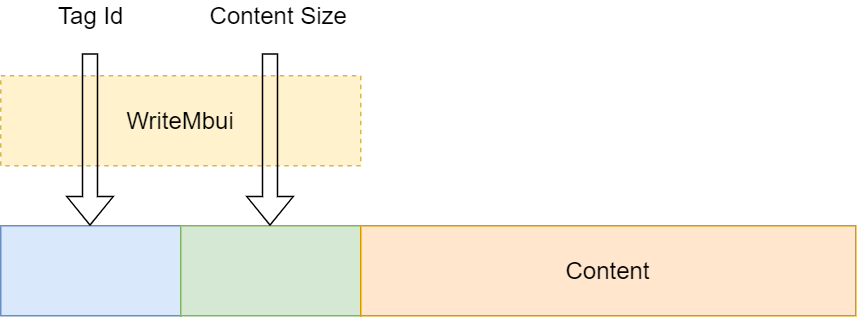 Tag Id
Content Size
WriteMbui
Content